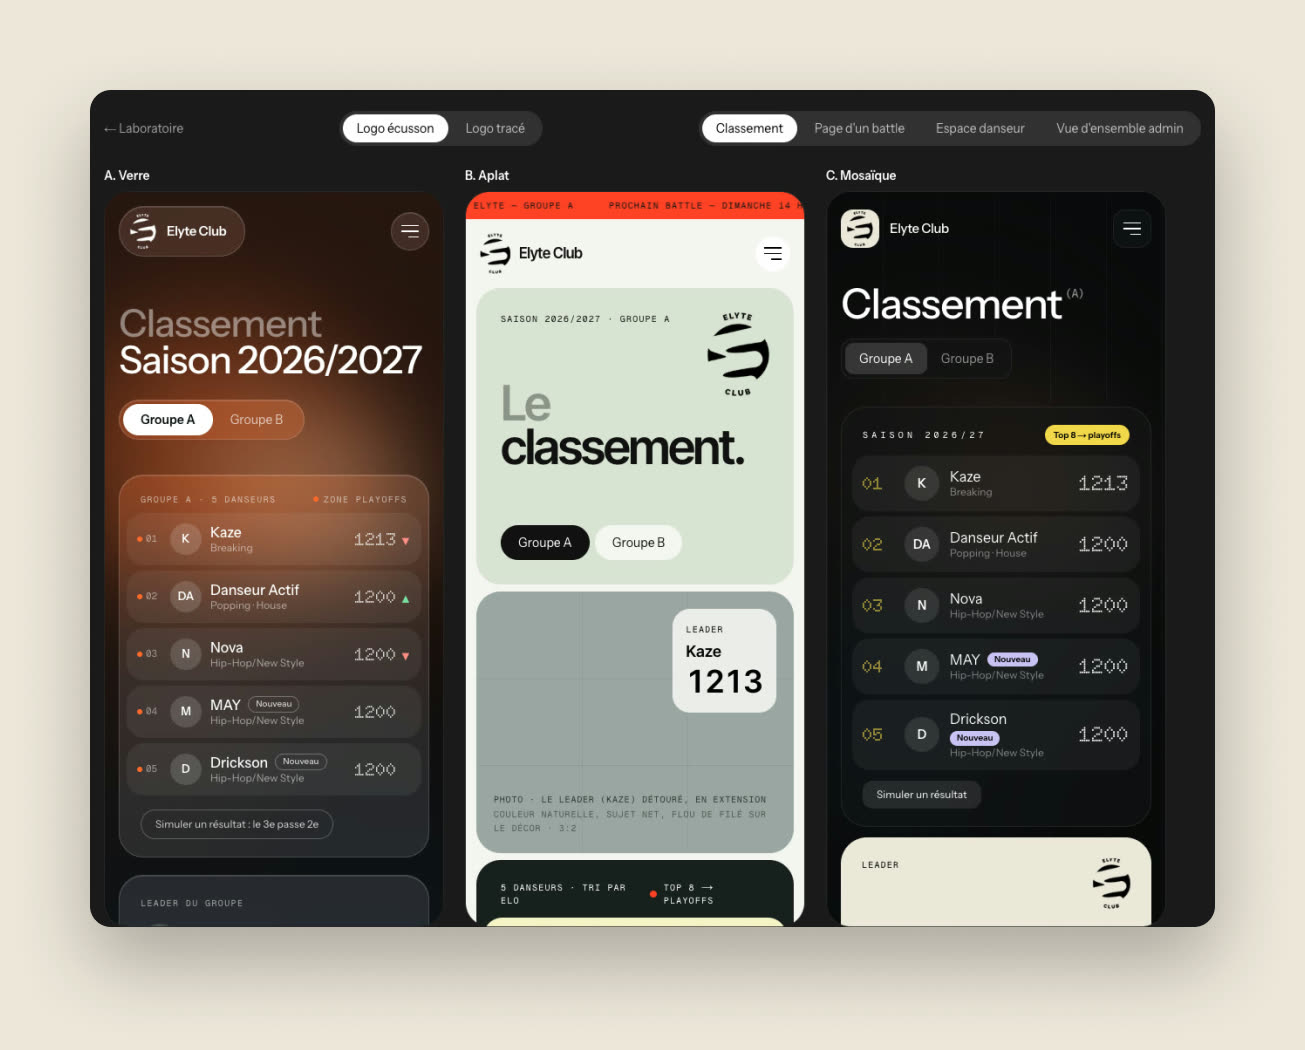 ← Laboratoire
Logo écusson
Logo tracé
Classement
Page d'un battle
Espace danseur
Vue d'ensemble admin
A. Verre
ELYTE
CLUB
Elyte Club
Classement
Saison 2026/2027
Groupe A
Groupe B
GROUPE A · 5 DANSEURS
ZONE PLAYOFFS
01
K
Kaze
Breaking
1213
02
DA
Danseur Actif
Popping · House
1200
03
N
Nova
Hip-Hop/New Style
1200
04
M
MAY
Nouveau
Hip-Hop/New Style
1200
05
D
Drickson
Nouveau
Hip-Hop/New Style
1200
Simuler un résultat : le 3e passe 2e
LEADER DU GROUPE
B. Aplat
ELYTE — GROUPE A
PROCHAIN BATTLE — DIMANCHE 14
ELYTE
CLUB
Elyte Club
SAISON 2026/2027 · GROUPE A
ELYTE
CLUB
Le
classement.
Groupe A
Groupe B
LEADER
Kaze
1213
PHOTO · LE LEADER (KAZE) DÉTOURÉ, EN EXTENSION
COULEUR NATURELLE, SUJET NET, FLOU DE FILÉ SUR
LE DÉCOR · 3:2
5 DANSEURS · TRI PAR
ELO
TOP 8 →
PLAYOFFS
C. Mosaïque
ELYTE
CLUB
Elyte Club
Classement (A)
Groupe A
Groupe B
SAISON 2026/27
Top 8 → playoffs
01
K
Kaze
Breaking
1213
02
DA
Danseur Actif
Popping · House
1200
03
N
Nova
Hip-Hop/New Style
1200
04
M
MAY
Nouveau
Hip-Hop/New Style
1200
05
D
Drickson
Nouveau
Hip-Hop/New Style
1200
Simuler un résultat
LEADER
ELYTE
CLUB